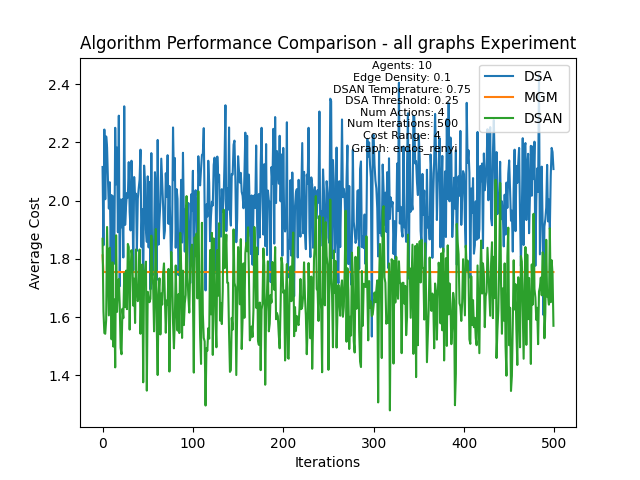 Algorithm Performance Comparison - all graphs Experiment
Agents: 10
Edge Density: 0.1
DSAN Temperature: 0.75
DSA Threshold: 0.25
Num Actions: 4
Num Iterations: 500
Cost Range: 4
Graph: erdos_renyi
DSA
MGM
DSAN
Average Cost
2.4
2.2
2.0
1.8
1.6
1.4
0
100
200
300
400
500
Iterations